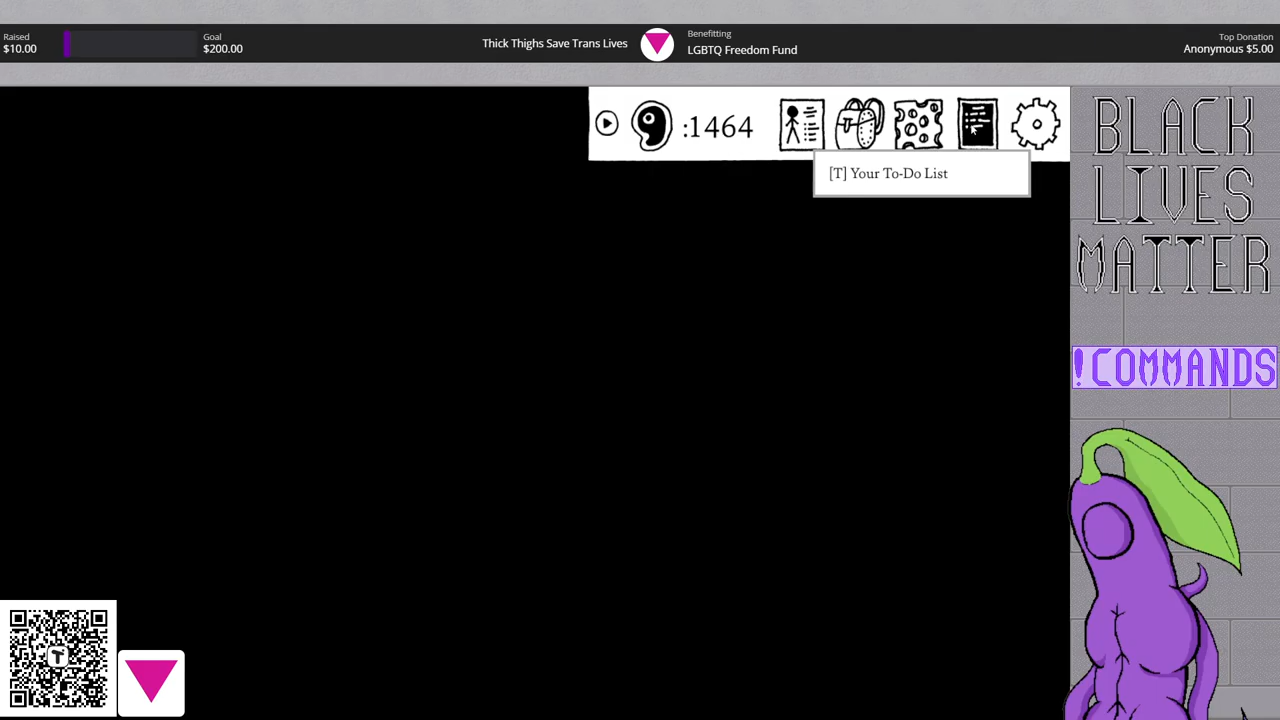 Raised
$10.00
Goal
$200.00
Thick Thighs Save Trans Lives
Benefitting
LGBTQ Freedom Fund
Top Donation
Anonymous $5.00
:1464
[T] Your To-Do List
BLACK
LIVES
MATTER
!COMMANDS
T